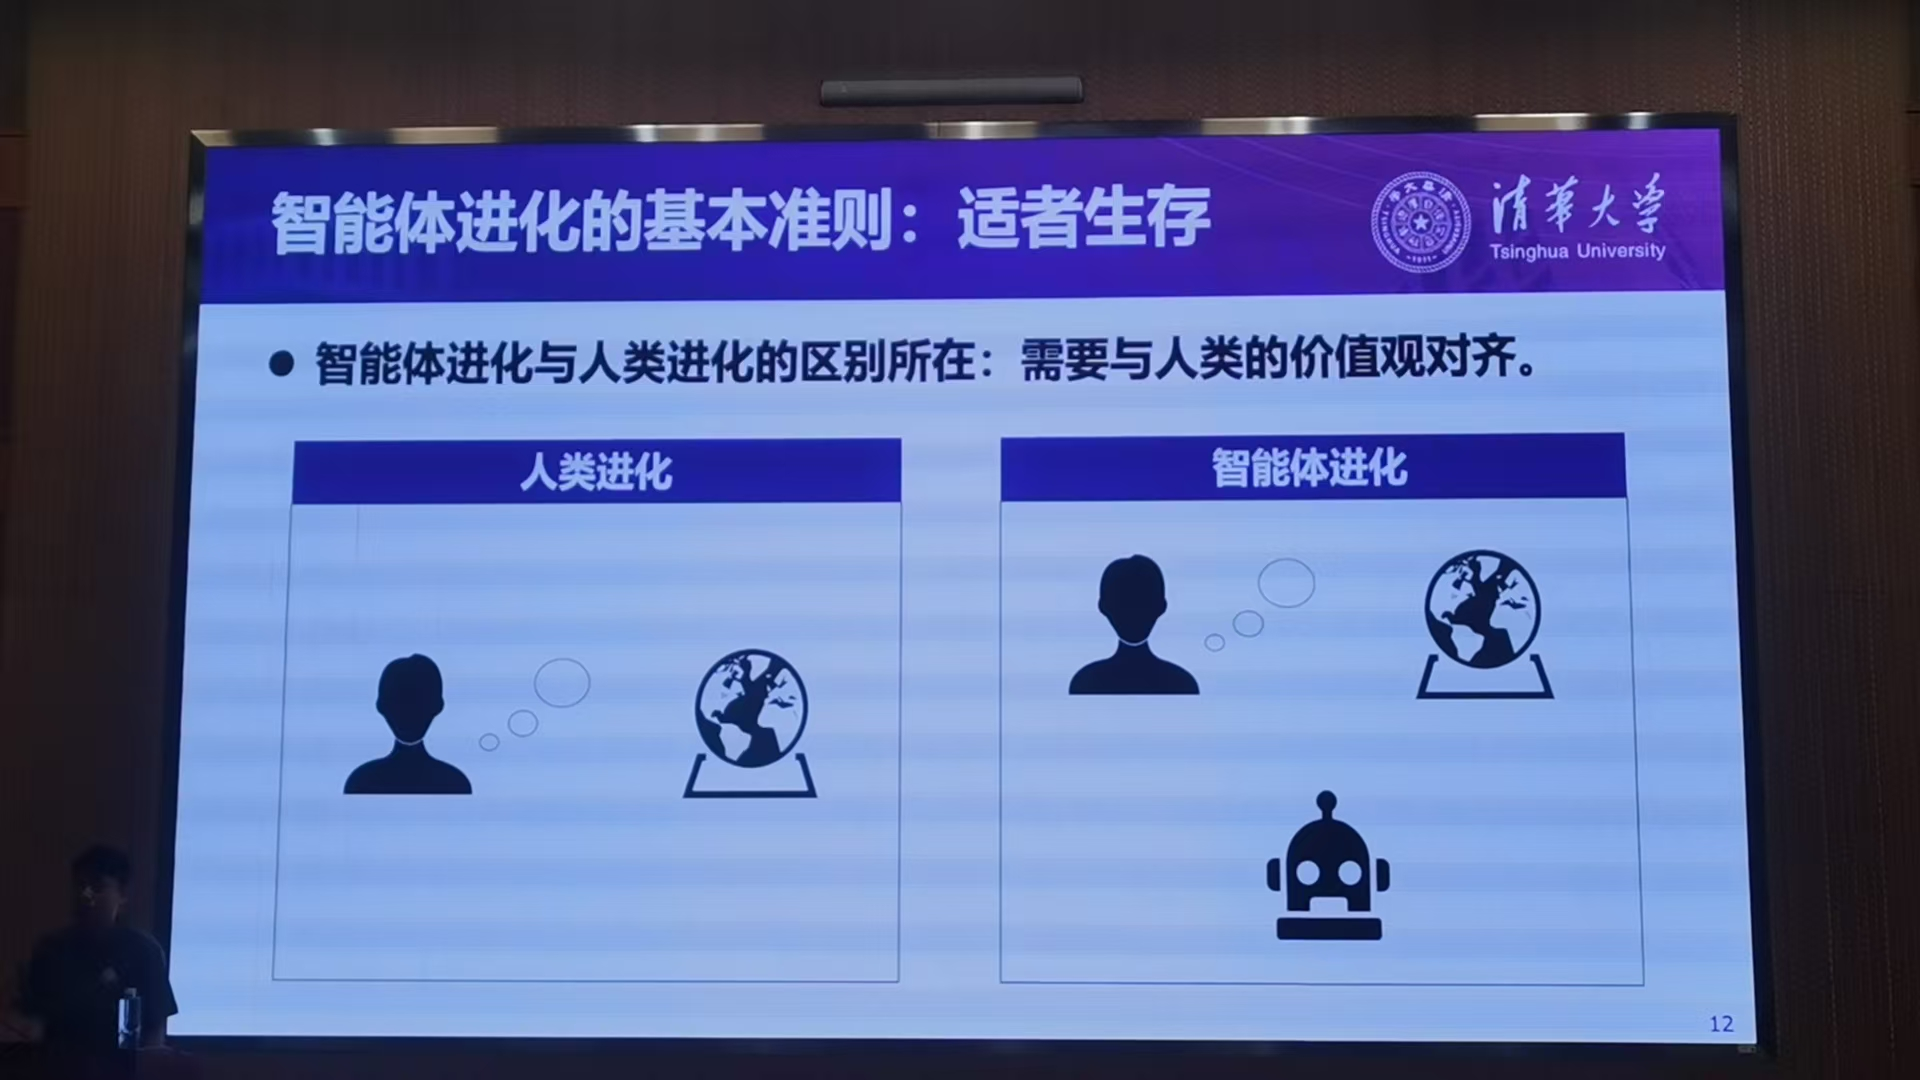 智能体进化的基本准则：适者生存
清华大学
Tsinghua University
● 智能体进化与人类进化的区别所在：需要与人类的价值观对齐。
人类进化
智能体进化
12